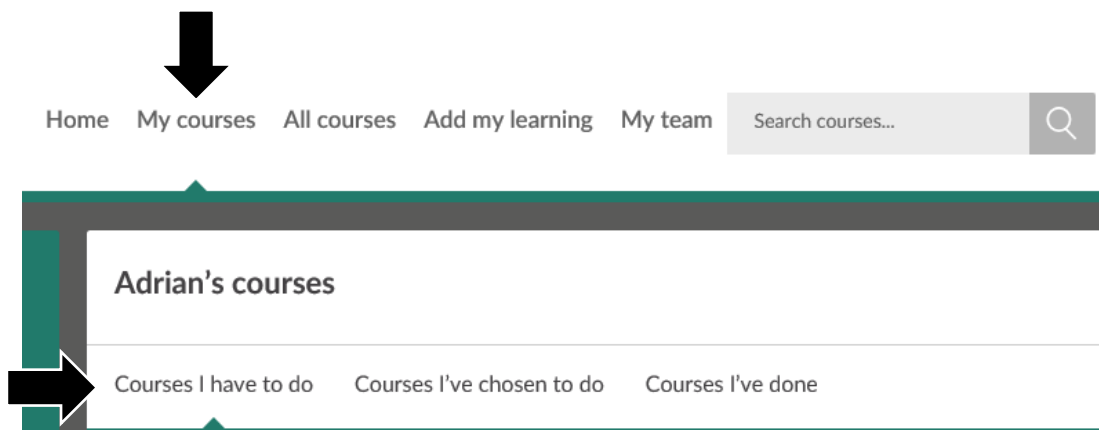 Home My courses All courses Add my learning My team Search courses...
Adrian’s courses
Courses I have to do Courses I’ve chosen to do Courses I’ve done